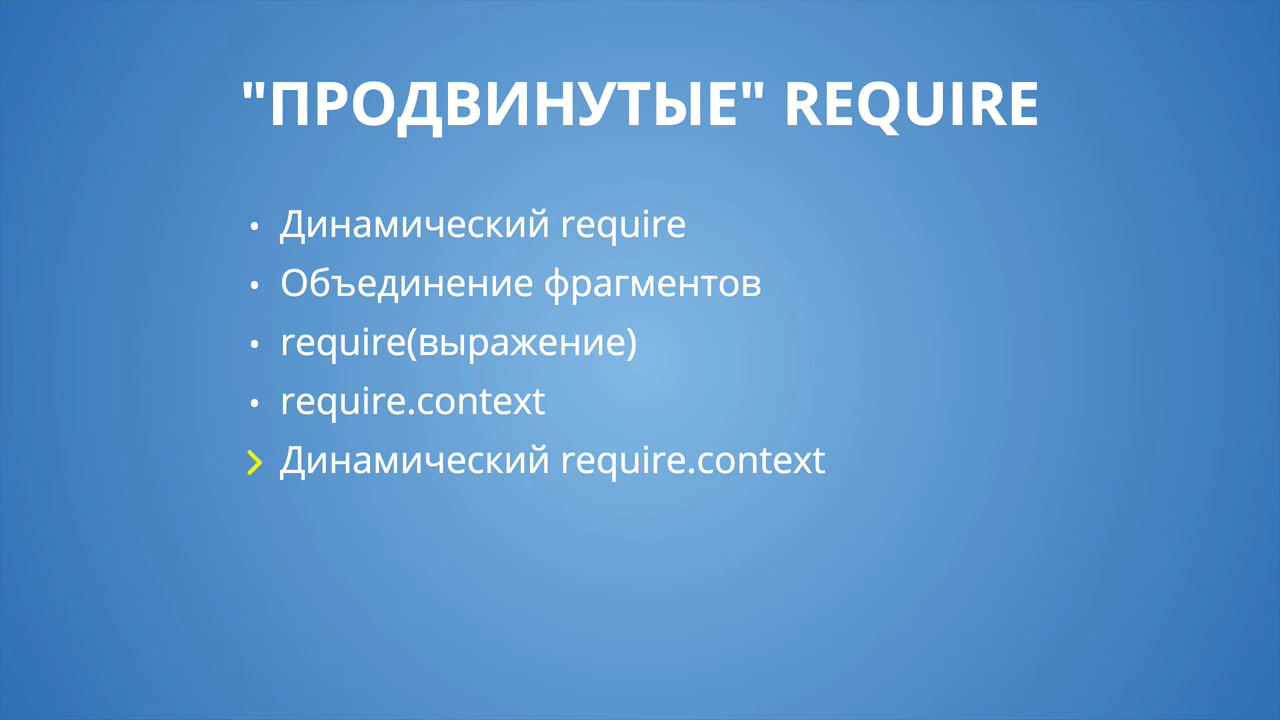 "ПРОДВИНУТЫЕ" REQUIRE
• Динамический require
• Объединение фрагментов
• require(выражение)
• require.context
> Динамический require.context